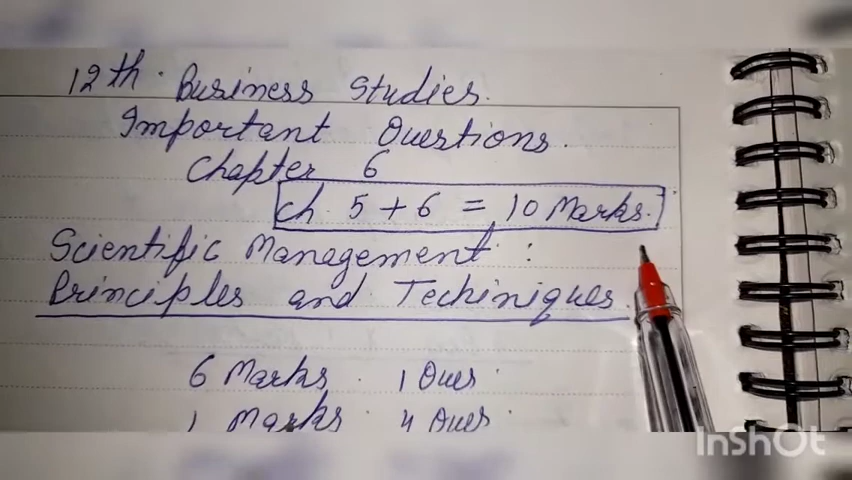 12th. Business Studies.
Important Questions.
Chapter 6
Ch. 5 + 6 = 10 Marks.
Scientific Management :
Principles and Techiniques.
6 Marks . 1 Ques.
1 Marks . 4 Ques.
InShOt